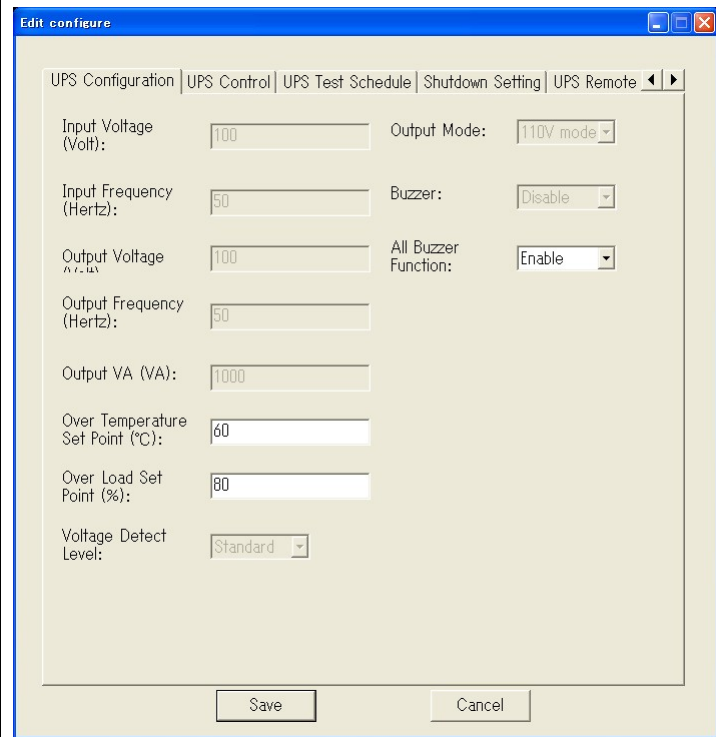 Edit configure
UPS Configuration UPS Control UPS Test Schedule Shutdown Setting UPS Remote
Input Voltage
(Volt):
100
Output Mode:
110V mode
Input Frequency
(Hertz):
50
Buzzer:
Disable
Output Voltage
100
All Buzzer
Function:
Enable
Output Frequency
(Hertz):
50
Output VA (VA):
1000
Over Temperature
Set Point (℃):
60
Over Load Set
Point (%):
80
Voltage Detect
Level:
Standard
Save Cancel